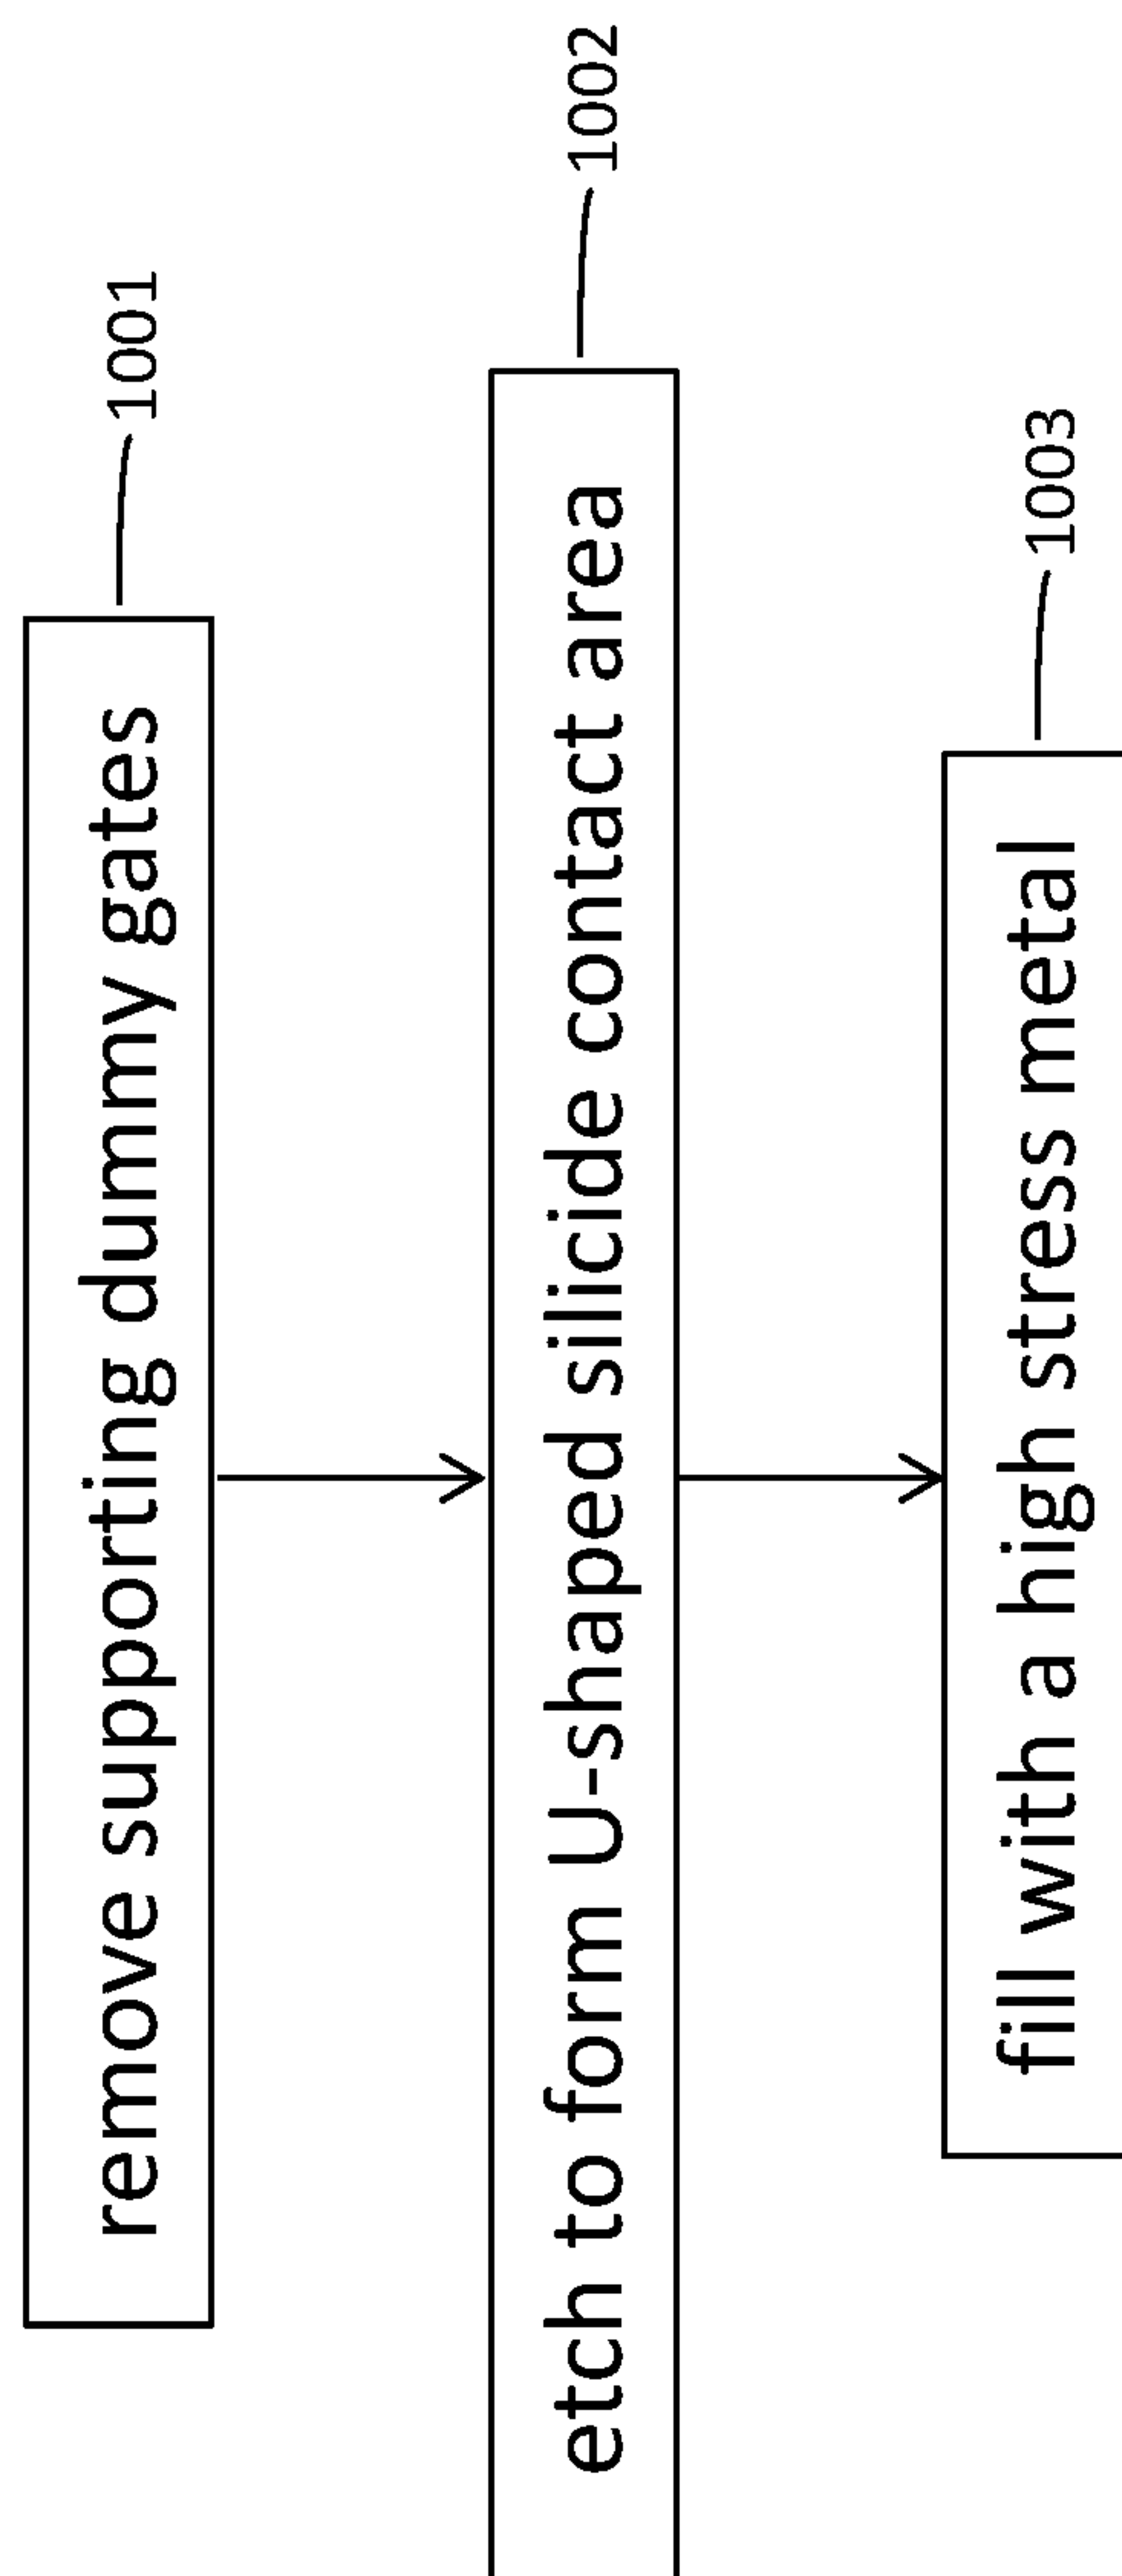 remove supporting dummy gates
1001
etch to form U-shaped silicide contact area
1002
fill with a high stress metal
1003